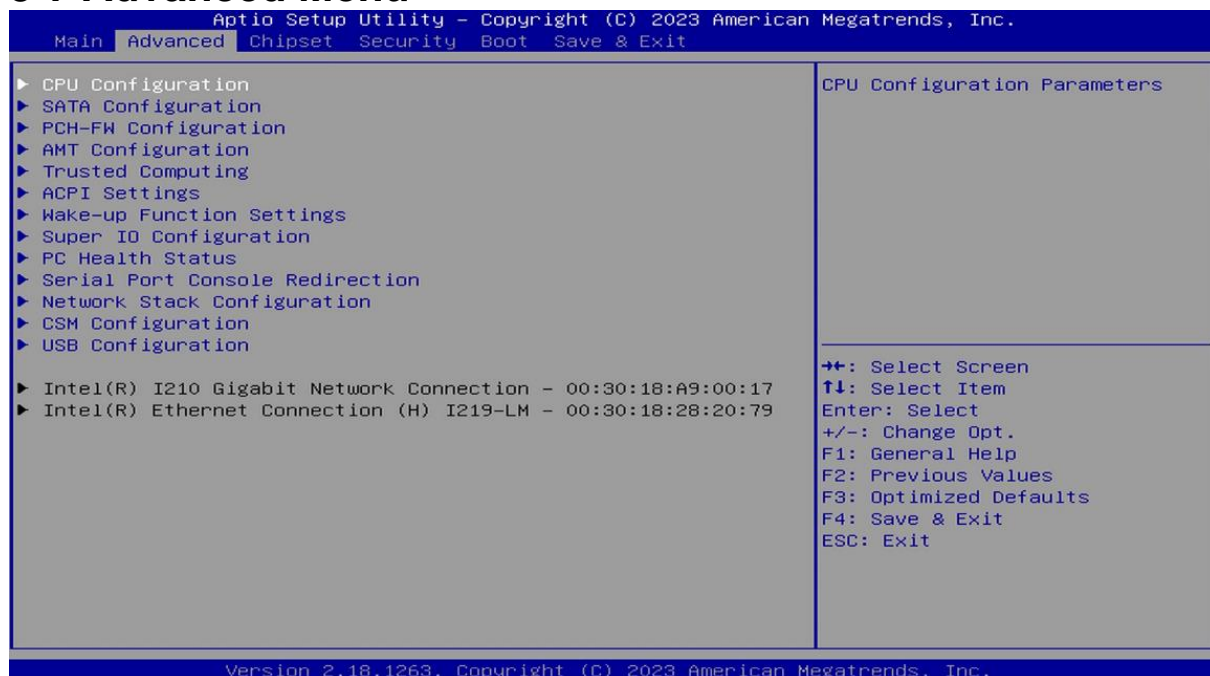 Aptio Setup Utility – Copyright (C) 2023 American Megatrends, Inc.
Main Advanced Chipset Security Boot Save & Exit
► CPU Configuration
► SATA Configuration
► PCH-FW Configuration
► AMT Configuration
► Trusted Computing
► ACPI Settings
► Wake-up Function Settings
► Super IO Configuration
► PC Health Status
► Serial Port Console Redirection
► Network Stack Configuration
► CSM Configuration
► USB Configuration
► Intel(R) I210 Gigabit Network Connection – 00:30:18:A9:00:17
► Intel(R) Ethernet Connection (H) I219-LM – 00:30:18:28:20:79
CPU Configuration Parameters
→←: Select Screen
↑↓: Select Item
Enter: Select
+/-: Change Opt.
F1: General Help
F2: Previous Values
F3: Optimized Defaults
F4: Save & Exit
ESC: Exit
Version 2.18.1263. Copyright (C) 2023 American Megatrends, Inc.